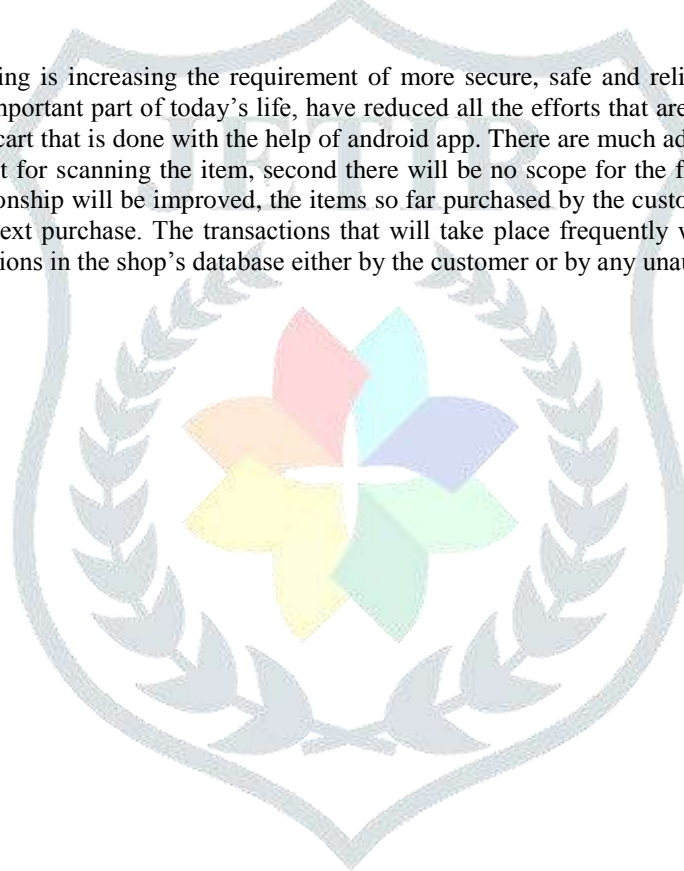 ing is increasing the requirement of more secure, safe and reli
mportant part of today's life, have reduced all the efforts that are
cart that is done with the help of android app. There are much ad
t for scanning the item, second there will be no scope for the f
onship will be improved, the items so far purchased by the custo
ext purchase. The transactions that will take place frequently w
ions in the shop's database either by the customer or by any unau
JETIR